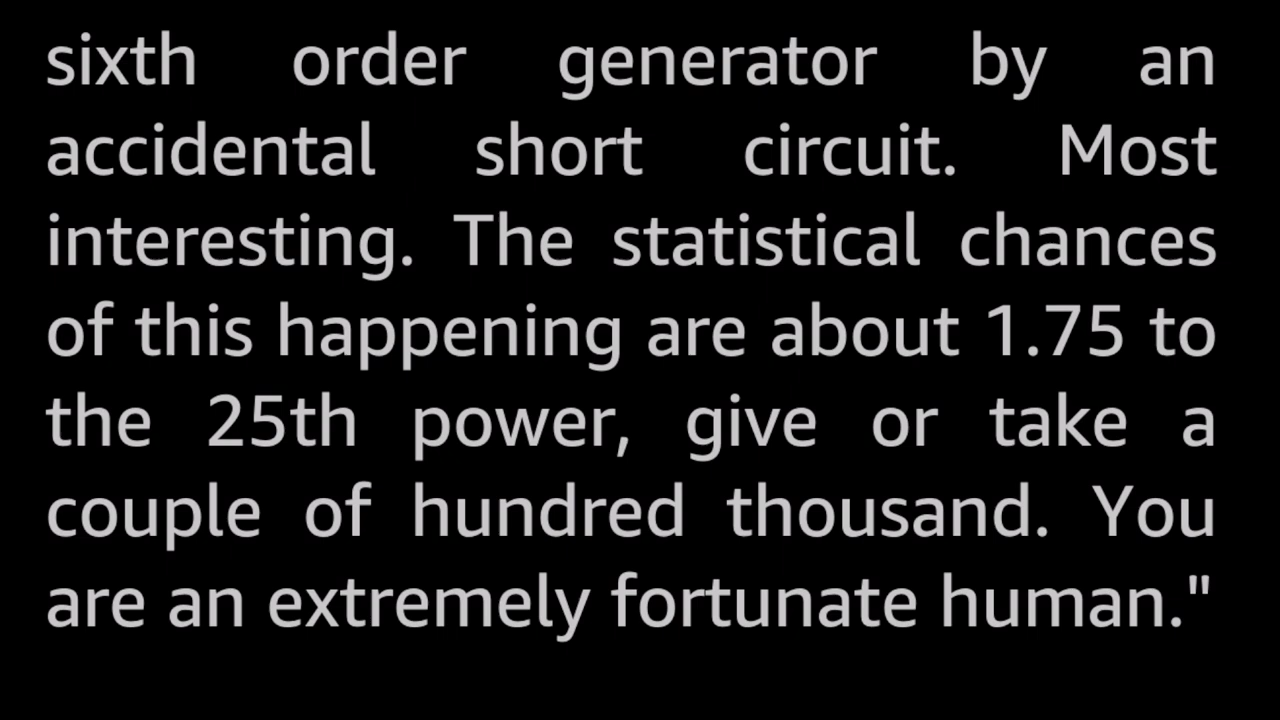 sixth order generator by an
accidental short circuit. Most
interesting. The statistical chances
of this happening are about 1.75 to
the 25th power, give or take a
couple of hundred thousand. You
are an extremely fortunate human."